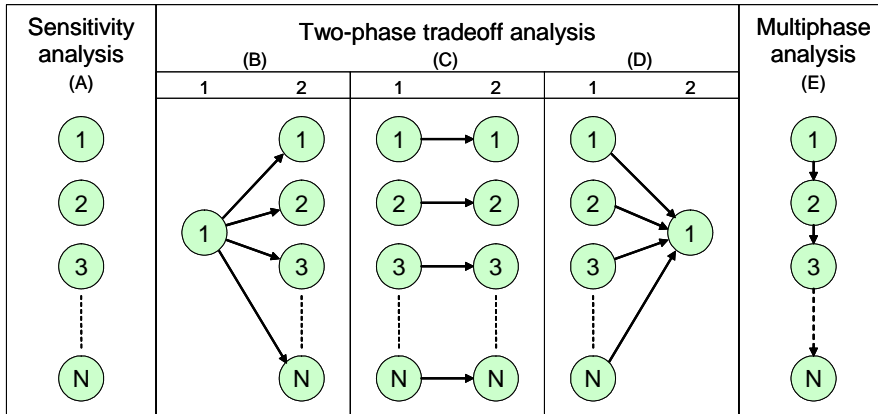 Sensitivity
analysis
(A)
1
2
3
N
Two-phase tradeoff analysis
(B)
1 2
1
2
1
3
N
(C)
1 2
1 1
2 2
3 3
N N
(D)
1 2
1
2
1
3
N
Multiphase
analysis
(E)
1
2
3
N